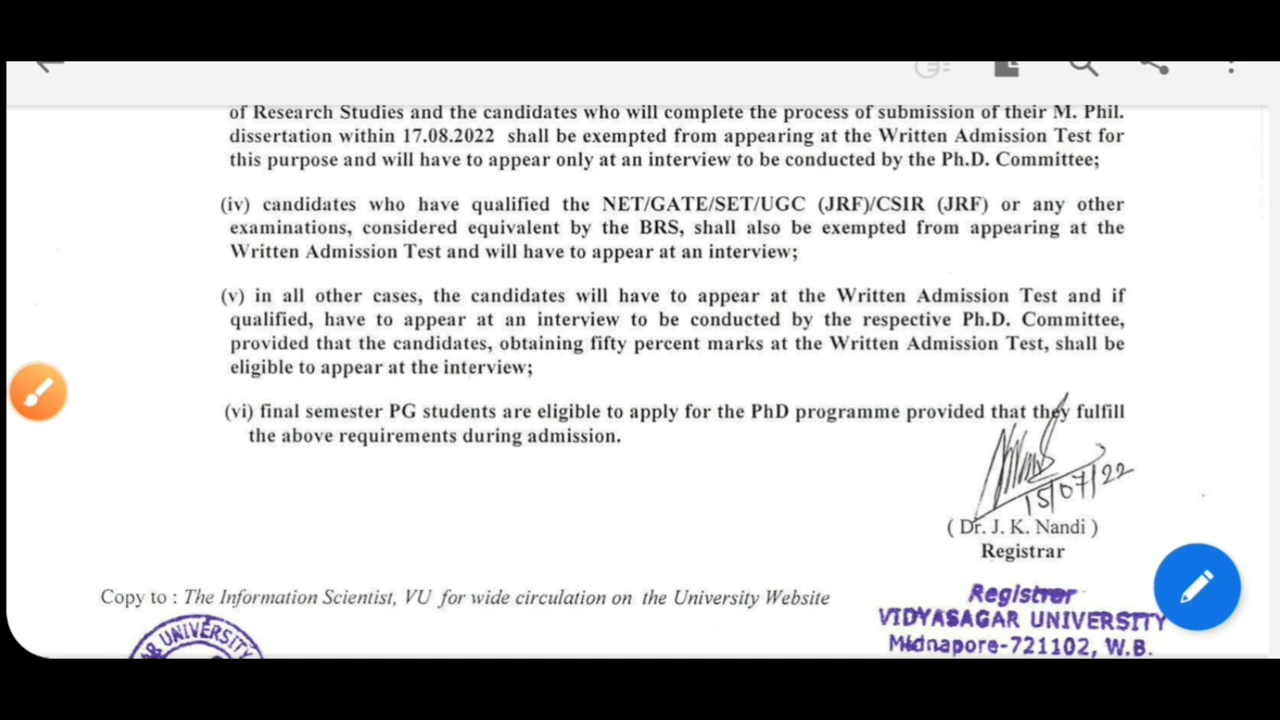 of Research Studies and the candidates who will complete the process of submission of their M. Phil.
dissertation within 17.08.2022 shall be exempted from appearing at the Written Admission Test for
this purpose and will have to appear only at an interview to be conducted by the Ph.D. Committee;
(iv) candidates who have qualified the NET/GATE/SET/UGC (JRF)/CSIR (JRF) or any other
examinations, considered equivalent by the BRS, shall also be exempted from appearing at the
Written Admission Test and will have to appear at an interview;
(v) in all other cases, the candidates will have to appear at the Written Admission Test and if
qualified, have to appear at an interview to be conducted by the respective Ph.D. Committee,
provided that the candidates, obtaining fifty percent marks at the Written Admission Test, shall be
eligible to appear at the interview;
(vi) final semester PG students are eligible to apply for the PhD programme provided that they fulfill
the above requirements during admission.
15/07/22
( Dr. J. K. Nandi )
Registrar
Copy to : The Information Scientist, VU for wide circulation on the University Website
Registrar
VIDYASAGAR UNIVERSITY
Midnapore-721102, W.B.
AR UNIVERSITY